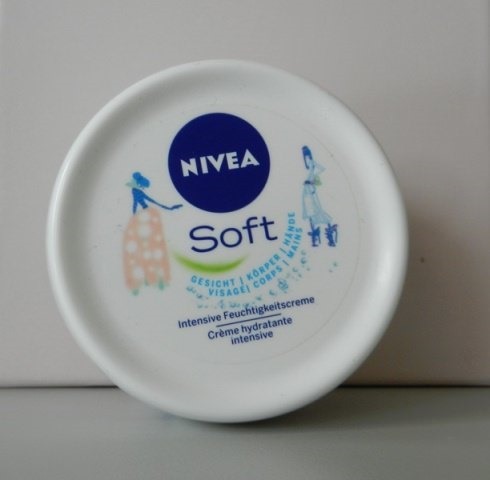 NIVEA
Soft
GESICHT | KÖRPER | HÄNDE
VISAGE | CORPS | MAINS
Intensive Feuchtigkeitscreme
Crème hydratante
intensive